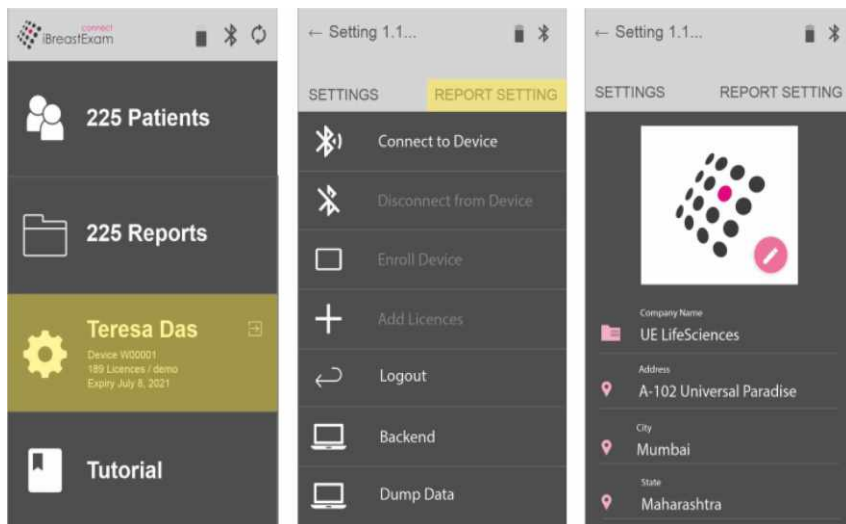 connect
iBreastExam
225 Patients
225 Reports
Teresa Das
Device W00001
189 Licences / demo
Expiry July 8, 2021
Tutorial
← Setting 1.1...
SETTINGS REPORT SETTING
Connect to Device
Disconnect from Device
Enroll Device
Add Licences
Logout
Backend
Dump Data
← Setting 1.1...
SETTINGS REPORT SETTING
Company Name
UE LifeSciences
Address
A-102 Universal Paradise
City
Mumbai
State
Maharashtra